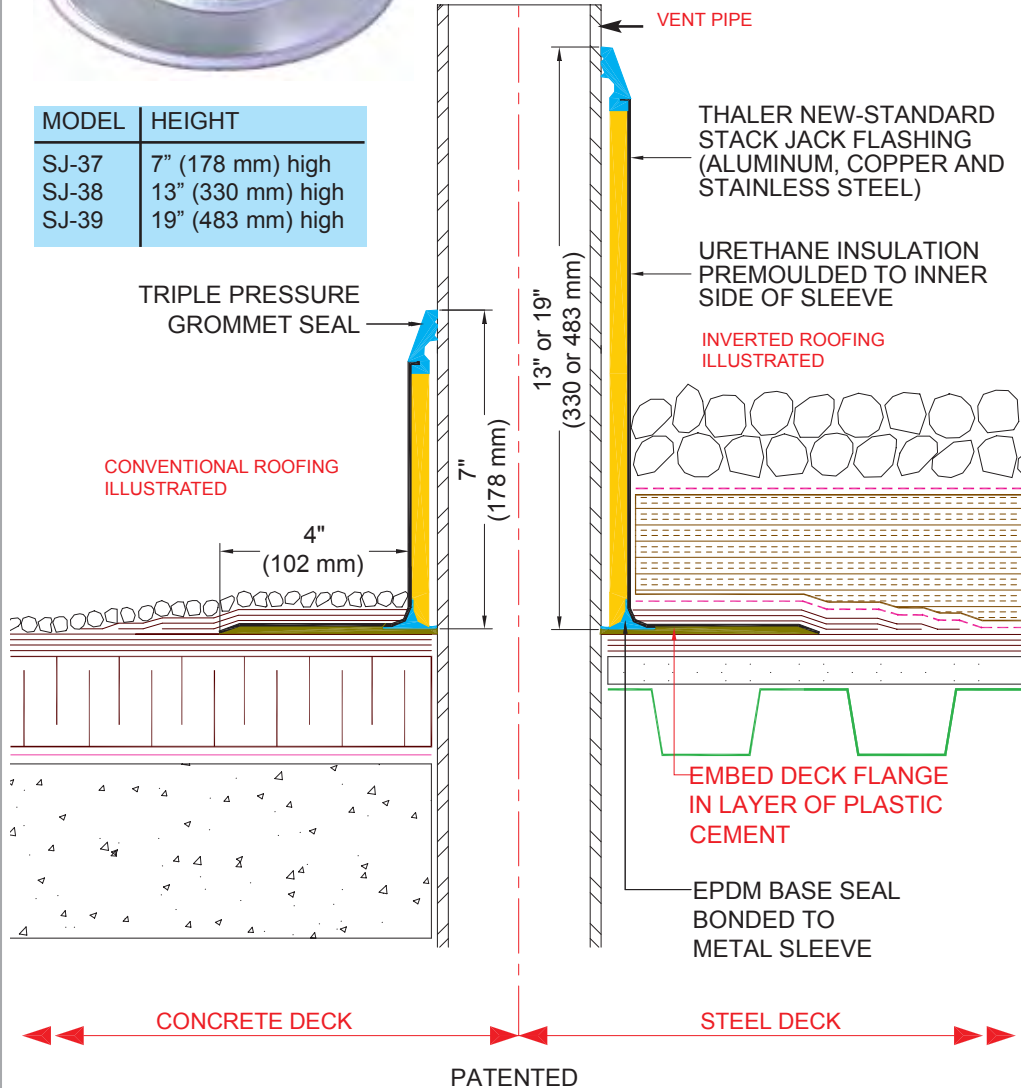 VENT PIPE
MODEL HEIGHT
SJ-37 7” (178 mm) high
SJ-38 13” (330 mm) high
SJ-39 19” (483 mm) high
THALER NEW-STANDARD
STACK JACK FLASHING
(ALUMINUM, COPPER AND
STAINLESS STEEL)
URETHANE INSULATION
PREMOULDED TO INNER
SIDE OF SLEEVE
TRIPLE PRESSURE
GROMMET SEAL
13" or 19"
(330 or 483 mm)
INVERTED ROOFING
ILLUSTRATED
7"
(178 mm)
CONVENTIONAL ROOFING
ILLUSTRATED
4"
(102 mm)
EMBED DECK FLANGE
IN LAYER OF PLASTIC
CEMENT
EPDM BASE SEAL
BONDED TO
METAL SLEEVE
CONCRETE DECK
STEEL DECK
PATENTED